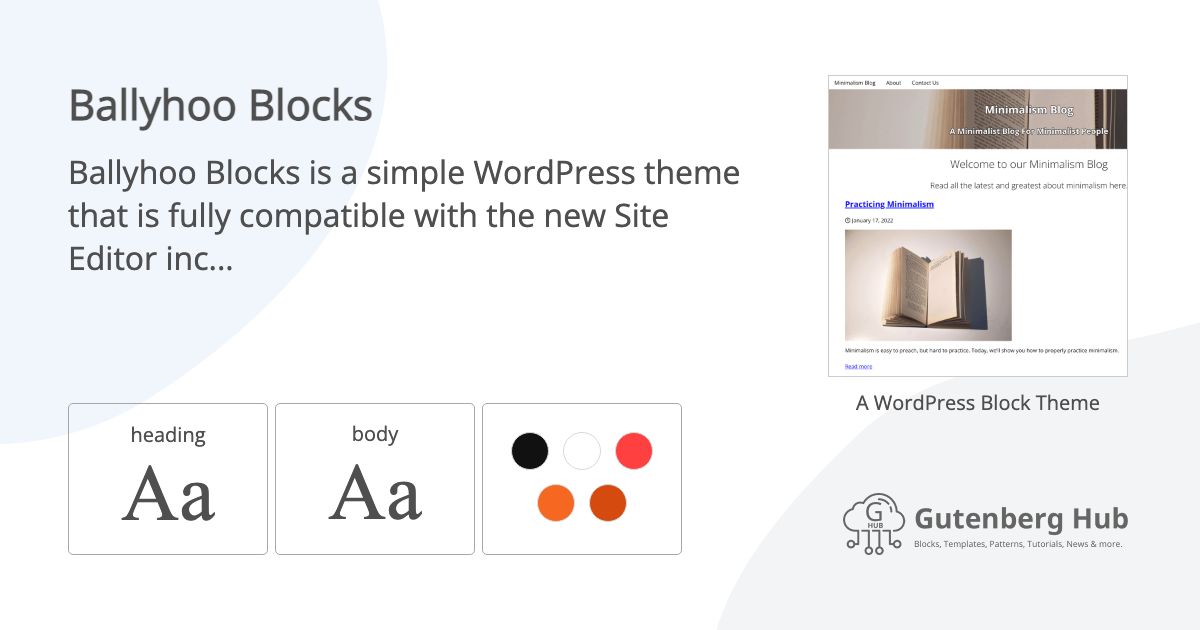 Ballyhoo Blocks
Ballyhoo Blocks is a simple WordPress theme
that is fully compatible with the new Site
Editor inc...
heading
Aa
body
Aa
Minimalism Blog About Contact Us
Minimalism Blog
A Minimalist Blog For Minimalist People
Welcome to our Minimalism Blog
Read all the latest and greatest about minimalism here.
Practicing Minimalism
January 17, 2022
Minimalism is easy to preach, but hard to practice. Today, we'll show you how to properly practice minimalism.
Read more
A WordPress Block Theme
G
HUB
Gutenberg Hub
Blocks, Templates, Patterns, Tutorials, News & more.